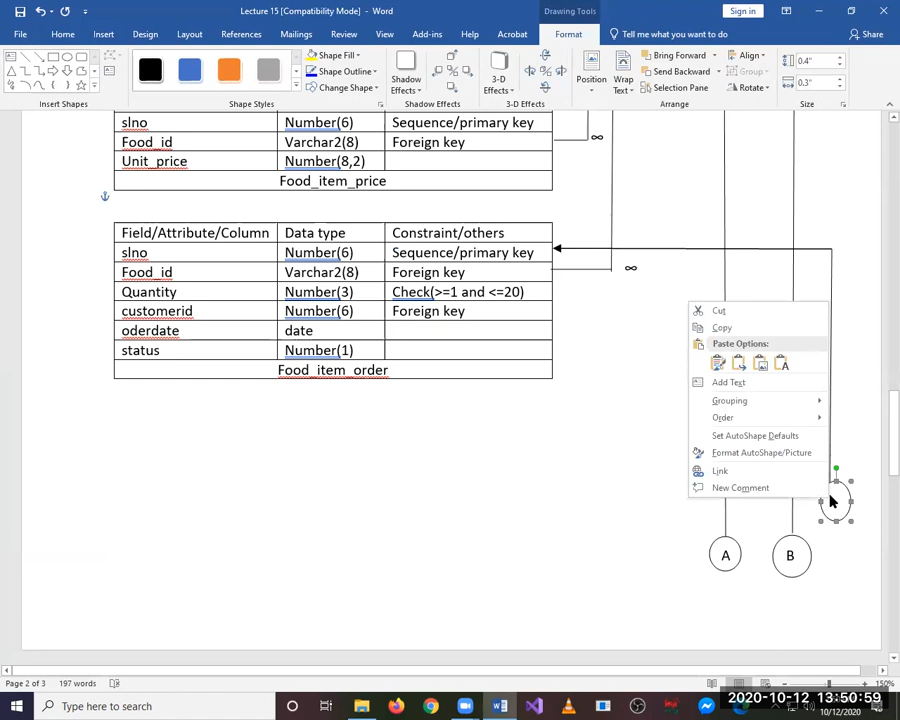 Lecture 15 [Compatibility Mode] - Word
Drawing Tools
Sign in
File Home Insert Design Layout References Mailings Review View Add-ins Help Acrobat Format Tell me what you want to do Share
Shape Fill
Shape Outline
Change Shape
Shadow Effects
3-D Effects
Position
Wrap Text
Bring Forward
Send Backward
Selection Pane
Align
Group
Rotate
0.4"
0.3"
Insert Shapes Shape Styles Shadow Effects 3-D Effects Arrange Size
slno Number(6) Sequence/primary key
Food_id Varchar2(8) Foreign key
∞
Unit_price Number(8,2)
Food_item_price
Field/Attribute/Column Data type Constraint/others
slno Number(6) Sequence/primary key
Food_id Varchar2(8) Foreign key
∞
Quantity Number(3) Check(>=1 and <=20)
customerid Number(6) Foreign key
oderdate date
status Number(1)
Food_item_order
Cut
Copy
Paste Options:
Add Text
Grouping
Order
Set AutoShape Defaults
Format AutoShape/Picture
Link
New Comment
A B
Page 2 of 3 197 words
150%
Type here to search
2020-10-12 13:50:59
10/12/2020